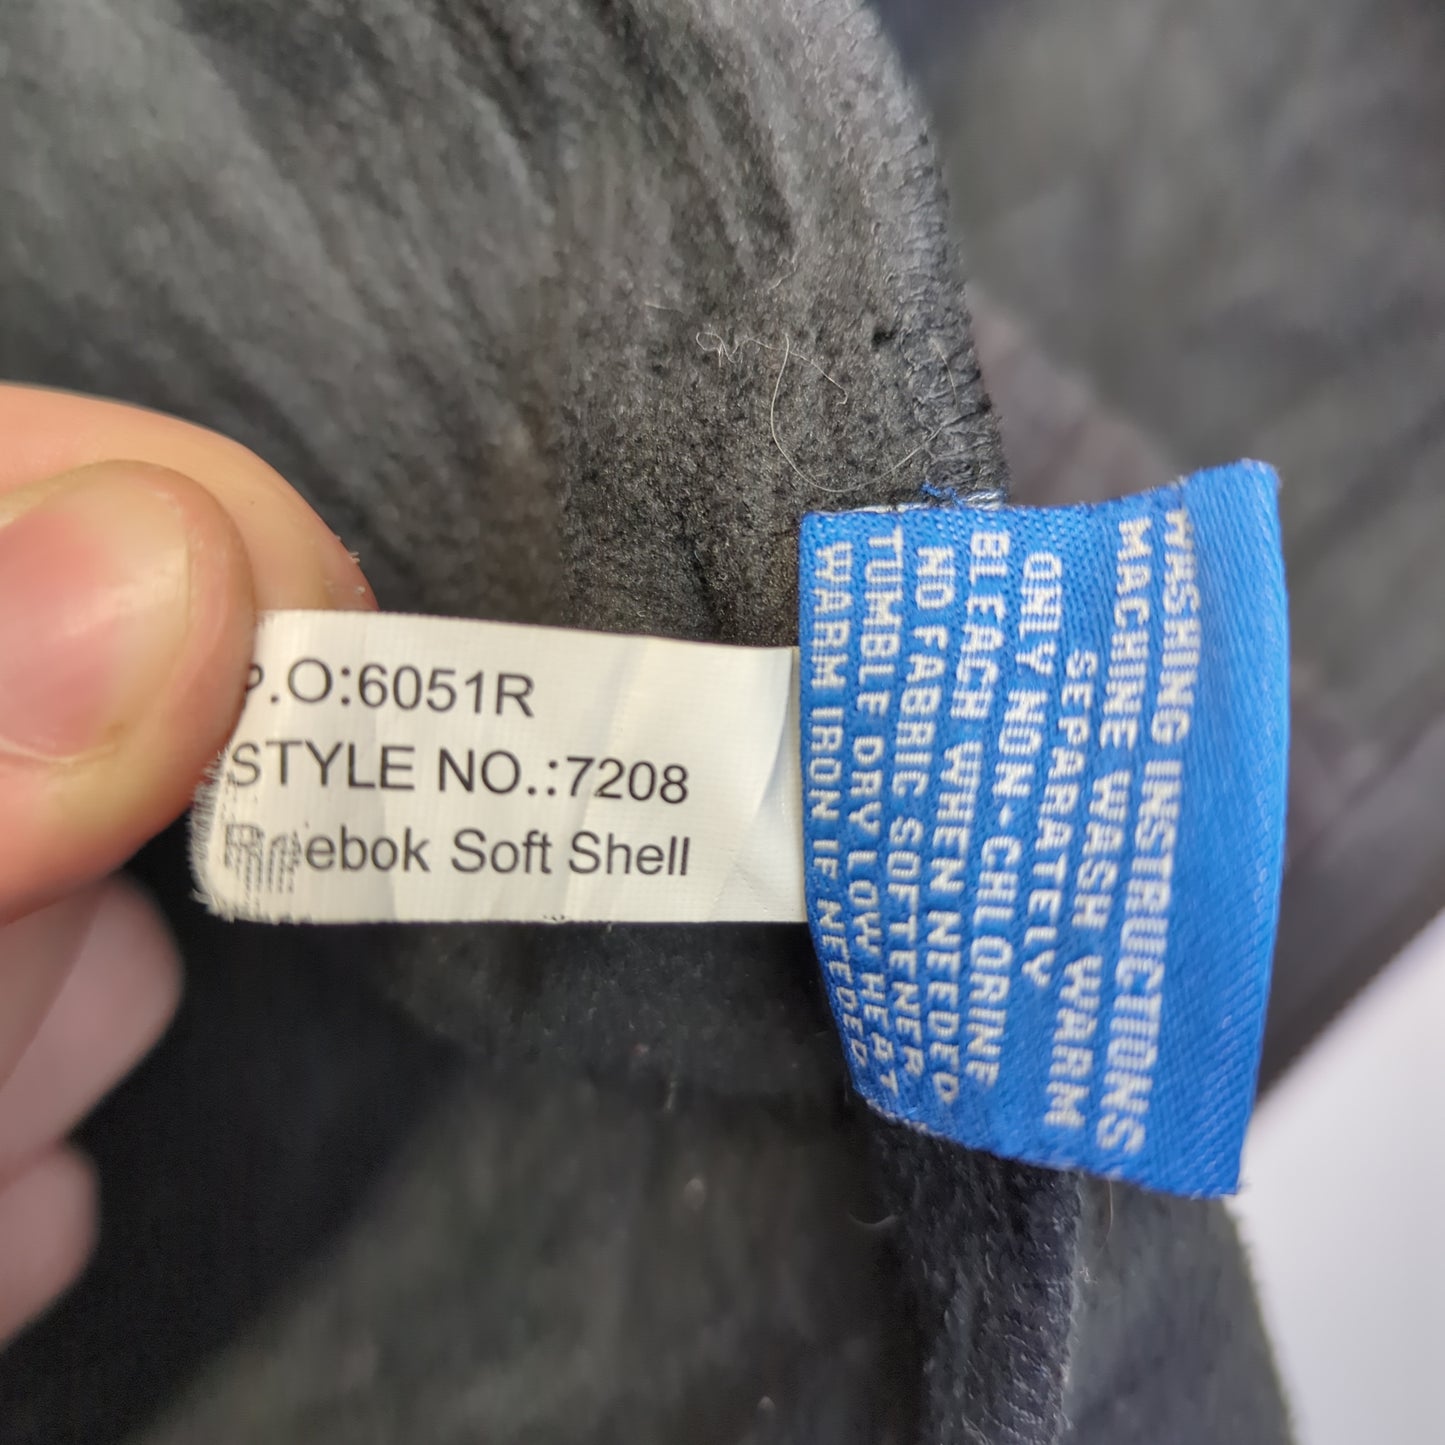 P.O:6051R
STYLE NO.:7208
Reebok Soft Shell
WASHING INSTRUCTIONS
MACHINE WASH WARM
SEPARATELY
ONLY NON-CHLORINE
BLEACH WHEN NEEDED
NO FABRIC SOFTENER
TUMBLE DRY LOW HEAT
WARM IRON IF NEEDED